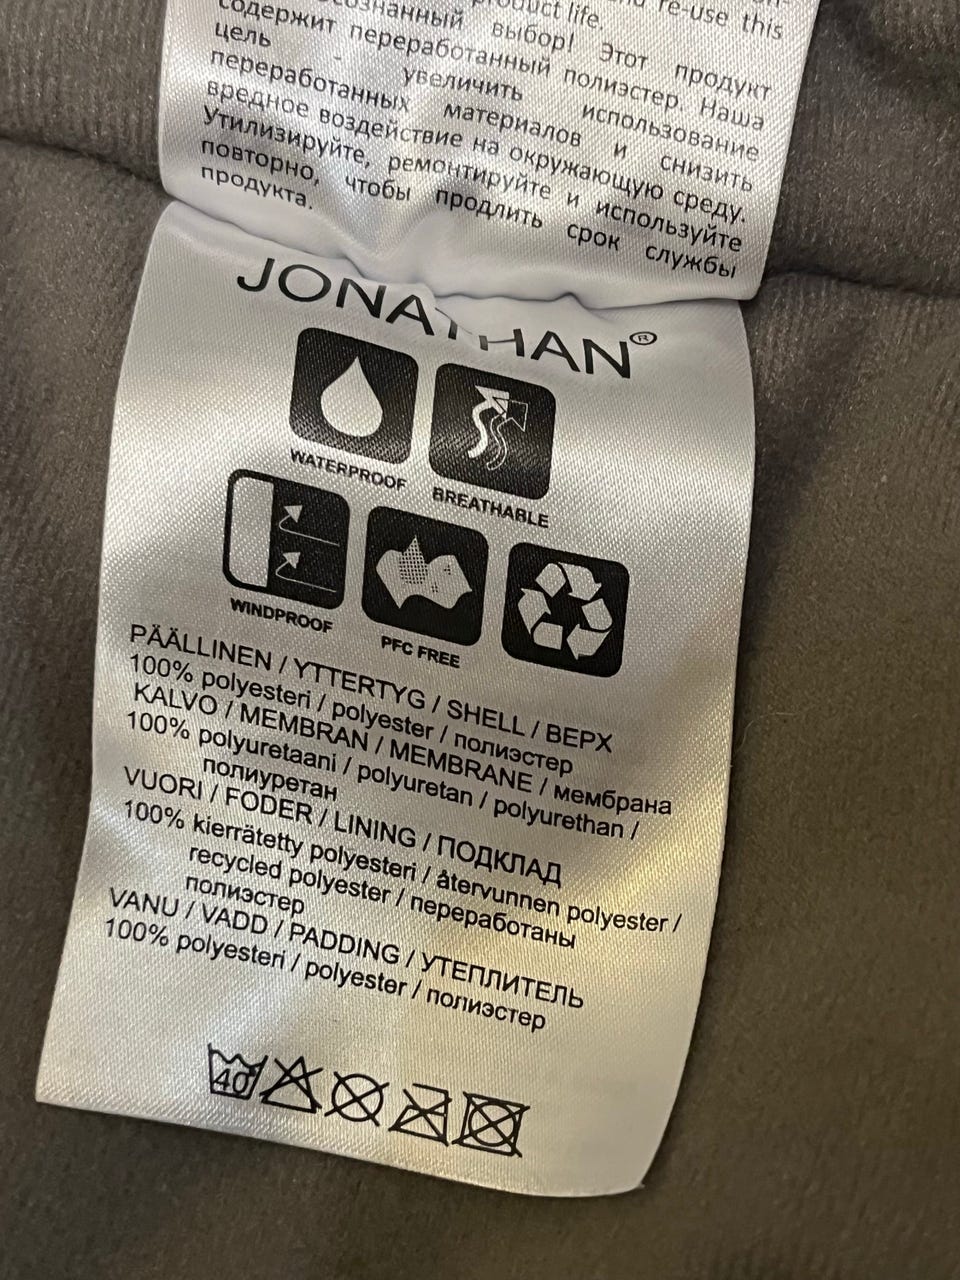 product life.
re-use this
выбор! Этот продукт
содержит переработанный полиэстер. Наша
цель - увеличить использование
переработанных материалов и снизить
вредное воздействие на окружающую среду.
Утилизируйте, ремонтируйте и используйте
повторно, чтобы продлить срок службы
продукта.
JONATHAN®
WATERPROOF
BREATHABLE
WINDPROOF
PFC FREE
PÄÄLLINEN / YTTERTYG / SHELL / ВЕРХ
100% polyesteri / polyester / полиэстер
KALVO / MEMBRAN / MEMBRANE / мембрана
100% polyuretaani / polyuretan / polyurethan /
полиуретан
VUORI / FODER / LINING / ПОДКЛАД
100% kierrätetty polyesteri / återvunnen polyester /
recycled polyester / переработаны
полиэстер
VANU / VADD / PADDING / УТЕПЛИТЕЛЬ
100% polyesteri / polyester / полиэстер
40